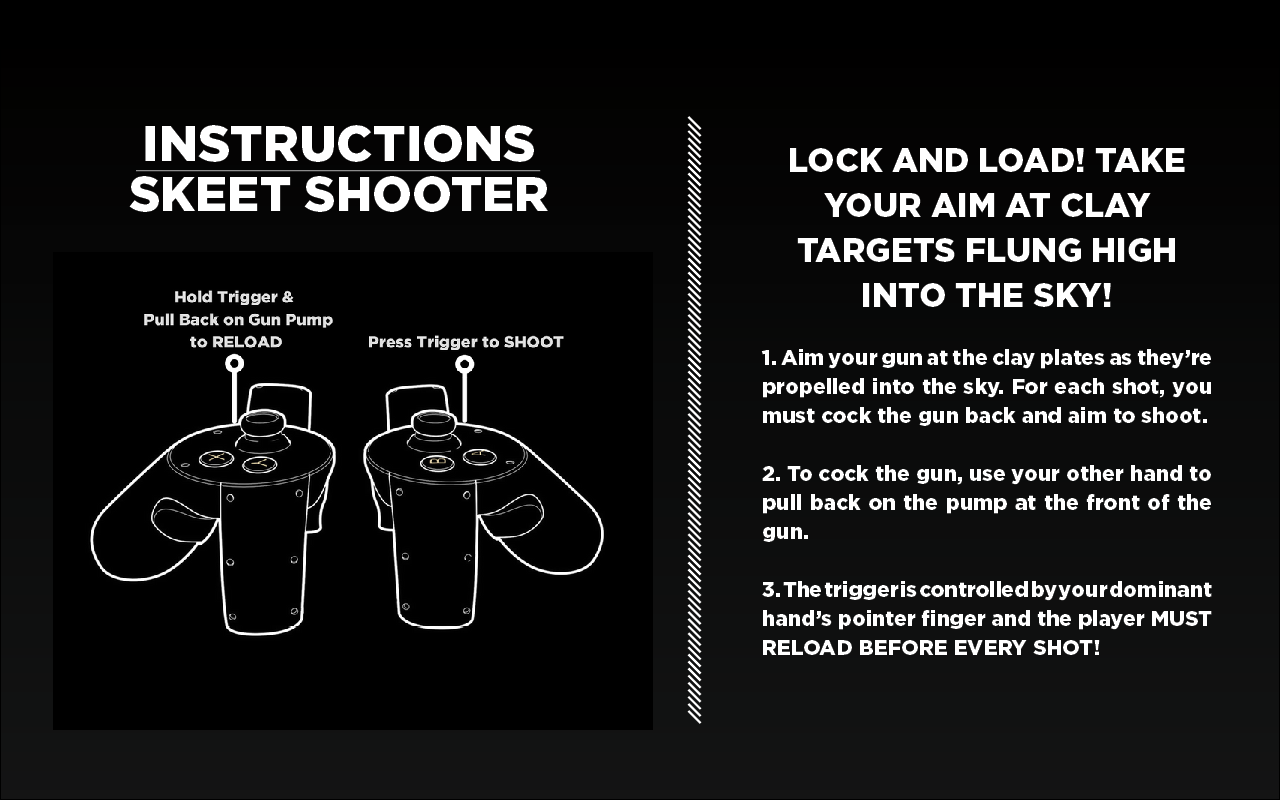 INSTRUCTIONS
SKEET SHOOTER
Hold Trigger &
Pull Back on Gun Pump
to RELOAD
Press Trigger to SHOOT
X
Y
B
A
LOCK AND LOAD! TAKE
YOUR AIM AT CLAY
TARGETS FLUNG HIGH
INTO THE SKY!
1. Aim your gun at the clay plates as they’re
propelled into the sky. For each shot, you
must cock the gun back and aim to shoot.
2. To cock the gun, use your other hand to
pull back on the pump at the front of the
gun.
3. The trigger is controlled by your dominant
hand’s pointer finger and the player MUST
RELOAD BEFORE EVERY SHOT!